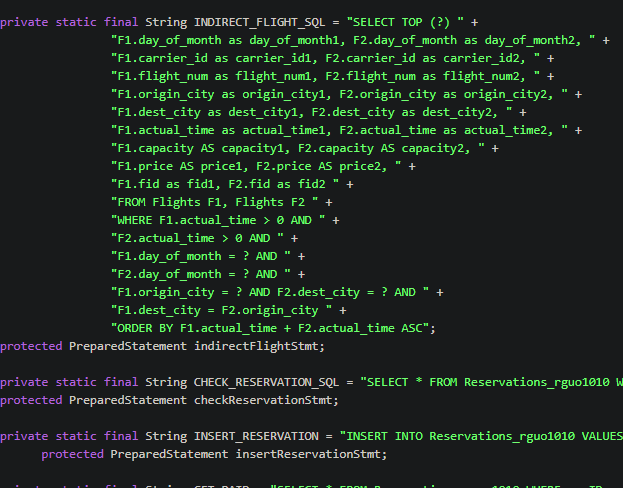 private static final String INDIRECT_FLIGHT_SQL = "SELECT TOP (?) " +
"F1.day_of_month as day_of_month1, F2.day_of_month as day_of_month2, " +
"F1.carrier_id as carrier_id1, F2.carrier_id as carrier_id2, " +
"F1.flight_num as flight_num1, F2.flight_num as flight_num2, " +
"F1.origin_city as origin_city1, F2.origin_city as origin_city2, " +
"F1.dest_city as dest_city1, F2.dest_city as dest_city2, " +
"F1.actual_time as actual_time1, F2.actual_time as actual_time2, " +
"F1.capacity AS capacity1, F2.capacity AS capacity2, " +
"F1.price AS price1, F2.price AS price2, " +
"F1.fid as fid1, F2.fid as fid2 " +
"FROM Flights F1, Flights F2 " +
"WHERE F1.actual_time > 0 AND " +
"F2.actual_time > 0 AND " +
"F1.day_of_month = ? AND " +
"F2.day_of_month = ? AND " +
"F1.origin_city = ? AND F2.dest_city = ? AND " +
"F1.dest_city = F2.origin_city " +
"ORDER BY F1.actual_time + F2.actual_time ASC";
protected PreparedStatement indirectFlightStmt;
private static final String CHECK_RESERVATION_SQL = "SELECT * FROM Reservations_rguo1010 W
protected PreparedStatement checkReservationStmt;
private static final String INSERT_RESERVATION = "INSERT INTO Reservations_rguo1010 VALUES
protected PreparedStatement insertReservationStmt;